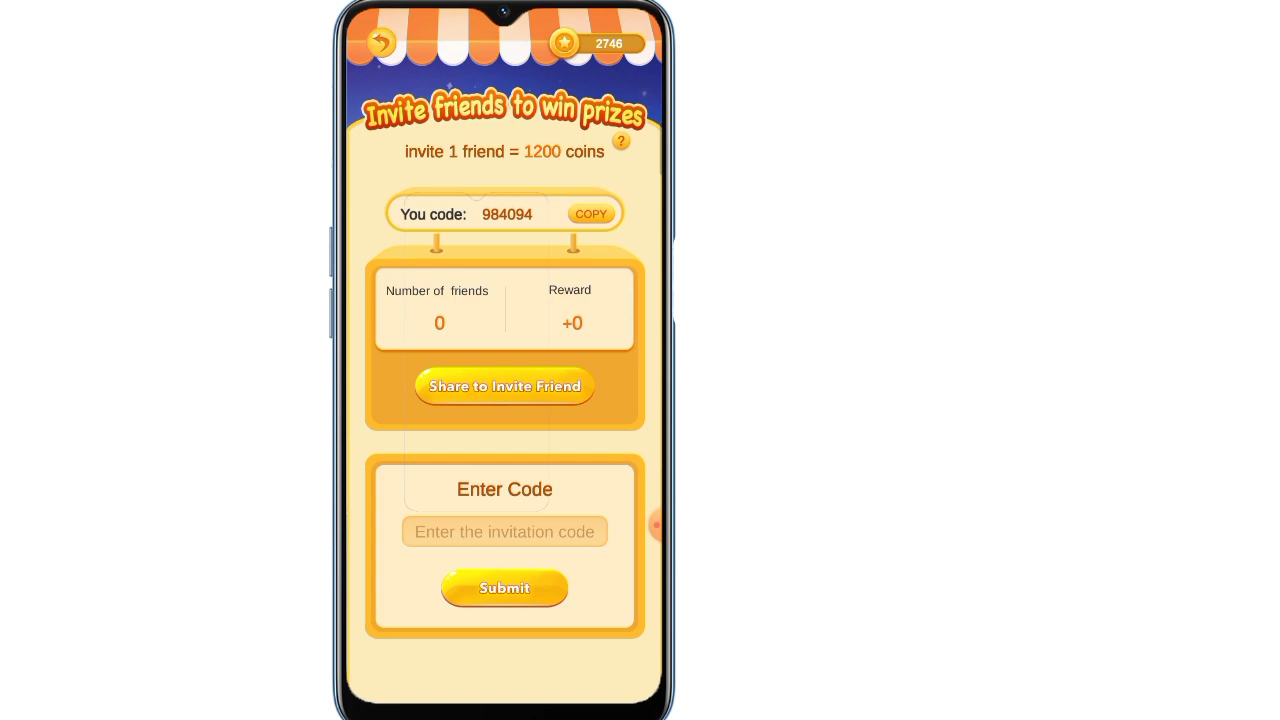 2746
Invite friends to win prizes
?
invite 1 friend = 1200 coins
You code: 984094 COPY
Number of friends Reward
0 +0
Share to Invite Friend
Enter Code
Enter the invitation code
Submit